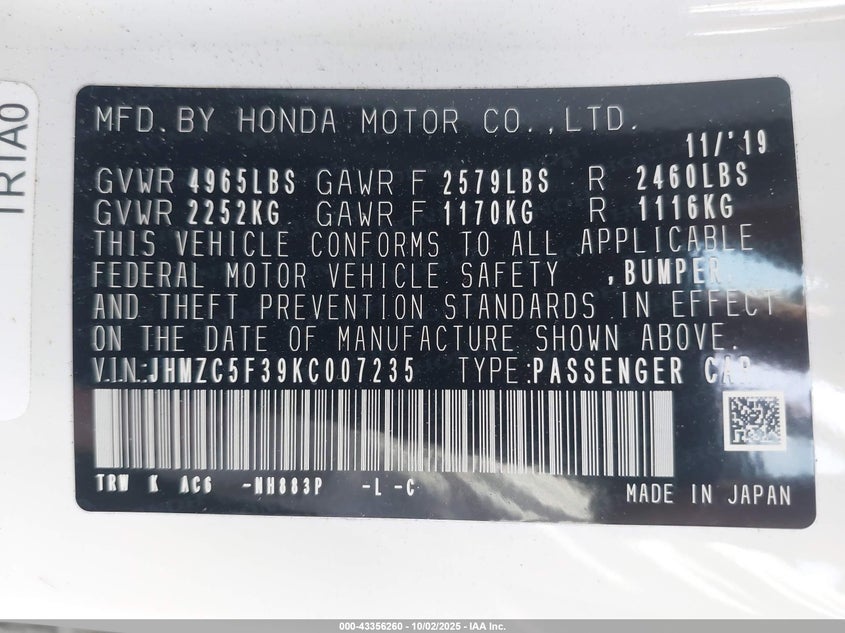 TRTA0
MFD. BY HONDA MOTOR CO., LTD.
11/'19
GVWR 4965LBS GAWR F 2579LBS R 2460LBS
GVWR 2252KG GAWR F 1170KG R 1116KG
THIS VEHICLE CONFORMS TO ALL APPLICABLE
FEDERAL MOTOR VEHICLE SAFETY ,BUMPER,
AND THEFT PREVENTION STANDARDS IN EFFECT
ON THE DATE OF MANUFACTURE SHOWN ABOVE.
V.I.N:JHMZC5F39KC007235 TYPE:PASSENGER CAR
TRW K AC6 -NH883P -L -C
MADE IN JAPAN
000-43356260 - 10/02/2025 - IAA Inc.